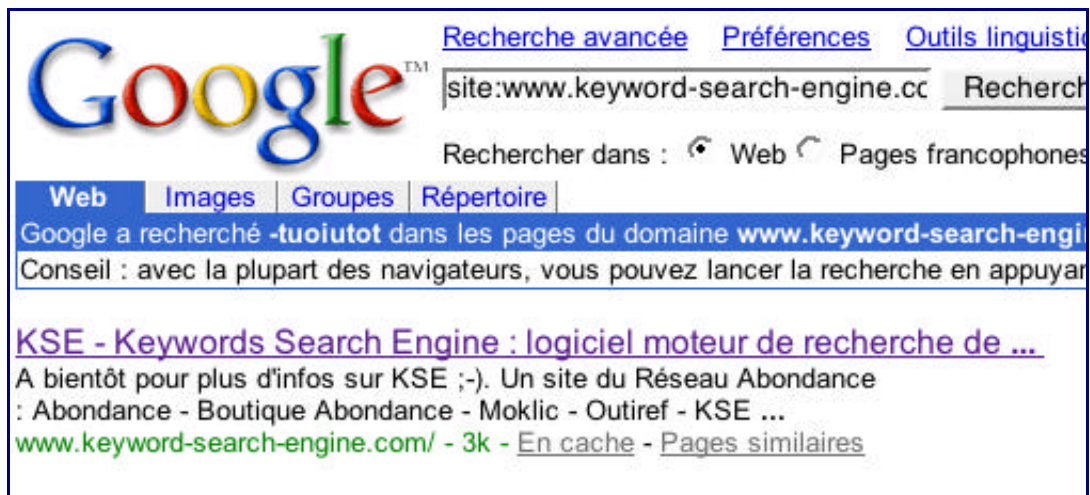 Google™
Recherche avancée Préférences Outils linguistic
site:www.keyword-search-engine.cc Recherch
Rechercher dans : Web Pages francophones
Web Images Groupes Répertoire
Google a recherché -tuoiutot dans les pages du domaine www.keyword-search-engi
Conseil : avec la plupart des navigateurs, vous pouvez lancer la recherche en appuyar
KSE - Keywords Search Engine : logiciel moteur de recherche de ...
A bientôt pour plus d'infos sur KSE ;-). Un site du Réseau Abondance
: Abondance - Boutique Abondance - Moklic - Outiref - KSE ...
www.keyword-search-engine.com/ - 3k - En cache - Pages similaires